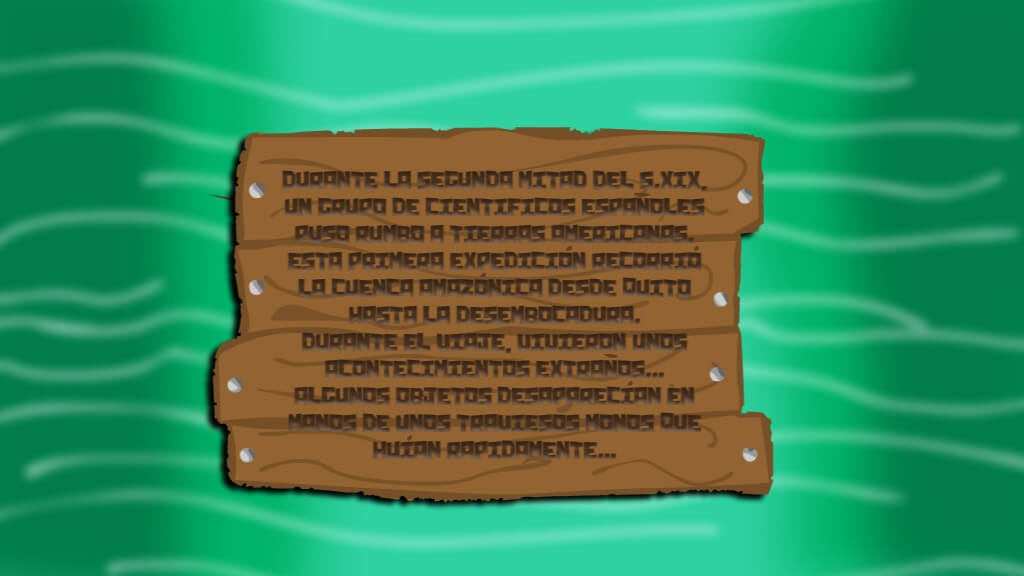 DURANTE LA SEGUNDA MITAD DEL S.XIX,
UN GRUPO DE CIENTIFICOS ESPAÑOLES
PUSO RUMBO A TIERRAS AMERICANAS.
ESTA PRIMERA EXPEDICIÓN RECORRIÓ
LA CUENCA AMAZÓNICA DESDE QUITO
HASTA LA DESEMBOCADURA.
DURANTE EL VIAJE, VIVIERON UNOS
ACONTECIMIENTOS EXTRAÑOS...
ALGUNOS OBJETOS DESAPARECÍAN EN
MANOS DE UNOS TRAVIESOS MONOS QUE
HUÍAN RAPIDAMENTE...